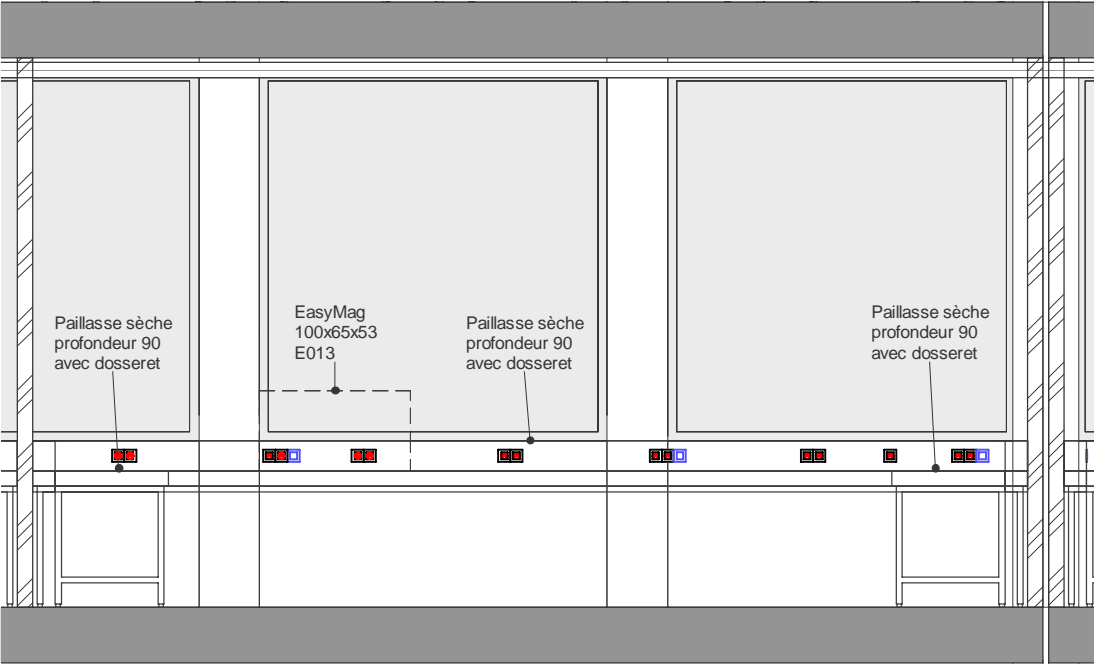 Paillasse sèche
profondeur 90
avec dosseret
EasyMag
100x65x53
E013
Paillasse sèche
profondeur 90
avec dosseret
Paillasse sèche
profondeur 90
avec dosseret